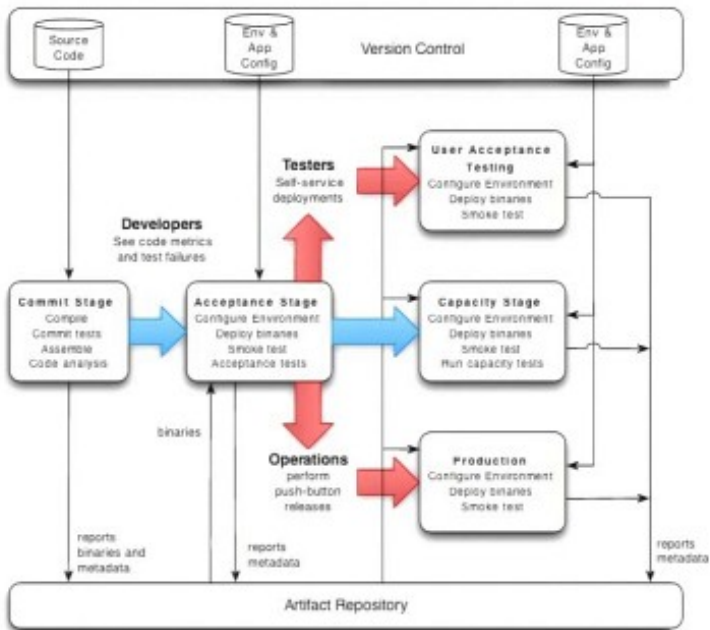 Source
Code
Env &
App
Config
Version Control
Env &
App
Config
Testers
Self-service
deployments
User Acceptance
Testing
Configure Environment
Deploy binaries
Smoke test
Developers
See code metrics
and test failures
Commit Stage
Compile
Commit tests
Assemble
Code analysis
Acceptance Stage
Configure Environment
Deploy binaries
Smoke test
Acceptance tests
Capacity Stage
Configure Environment
Deploy binaries
Smoke test
Run capacity tests
binaries
Operations
perform
push-button
releases
Production
Configure Environment
Deploy binaries
Smoke test
reports
binaries and
metadata
reports
metadata
reports
metadata
Artifact Repository